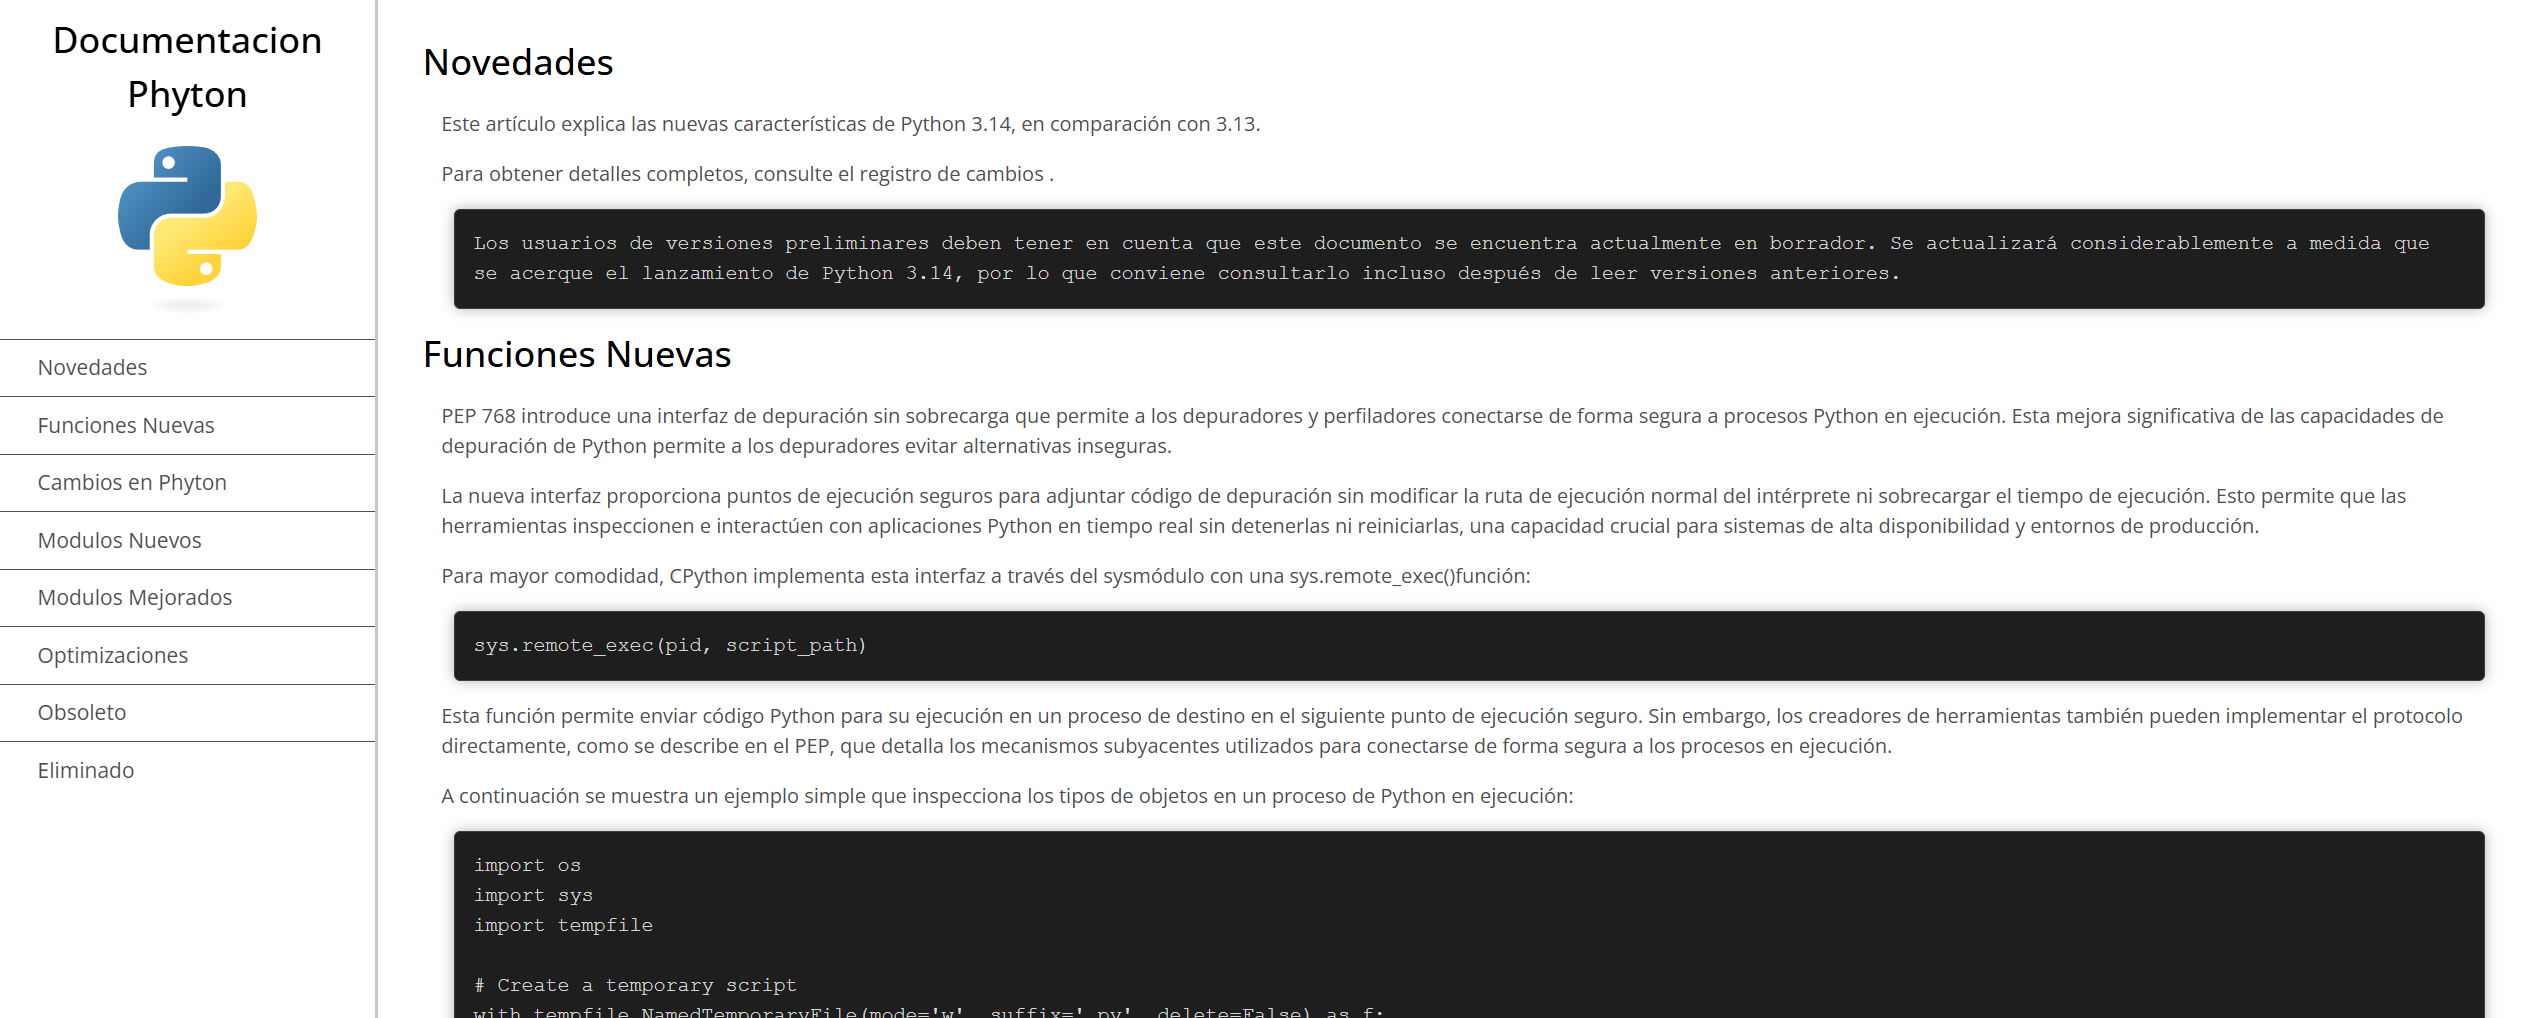 Documentacion
Phyton
Novedades
Funciones Nuevas
Cambios en Phyton
Modulos Nuevos
Modulos Mejorados
Optimizaciones
Obsoleto
Eliminado
Novedades
Este artículo explica las nuevas características de Python 3.14, en comparación con 3.13.
Para obtener detalles completos, consulte el registro de cambios .
Los usuarios de versiones preliminares deben tener en cuenta que este documento se encuentra actualmente en borrador. Se actualizará considerablemente a medida que
se acerque el lanzamiento de Python 3.14, por lo que conviene consultarlo incluso después de leer versiones anteriores.
Funciones Nuevas
PEP 768 introduce una interfaz de depuración sin sobrecarga que permite a los depuradores y perfiladores conectarse de forma segura a procesos Python en ejecución. Esta mejora significativa de las capacidades de
depuración de Python permite a los depuradores evitar alternativas inseguras.
La nueva interfaz proporciona puntos de ejecución seguros para adjuntar código de depuración sin modificar la ruta de ejecución normal del intérprete ni sobrecargar el tiempo de ejecución. Esto permite que las
herramientas inspeccionen e interactúen con aplicaciones Python en tiempo real sin detenerlas ni reiniciarlas, una capacidad crucial para sistemas de alta disponibilidad y entornos de producción.
Para mayor comodidad, CPython implementa esta interfaz a través del sysmódulo con una sys.remote_exec()función:
sys.remote_exec(pid, script_path)
Esta función permite enviar código Python para su ejecución en un proceso de destino en el siguiente punto de ejecución seguro. Sin embargo, los creadores de herramientas también pueden implementar el protocolo
directamente, como se describe en el PEP, que detalla los mecanismos subyacentes utilizados para conectarse de forma segura a los procesos en ejecución.
A continuación se muestra un ejemplo simple que inspecciona los tipos de objetos en un proceso de Python en ejecución:
import os
import sys
import tempfile
# Create a temporary script
with tempfile.NamedTemporaryFile(mode='w', suffix='.py', delete=False) as f: